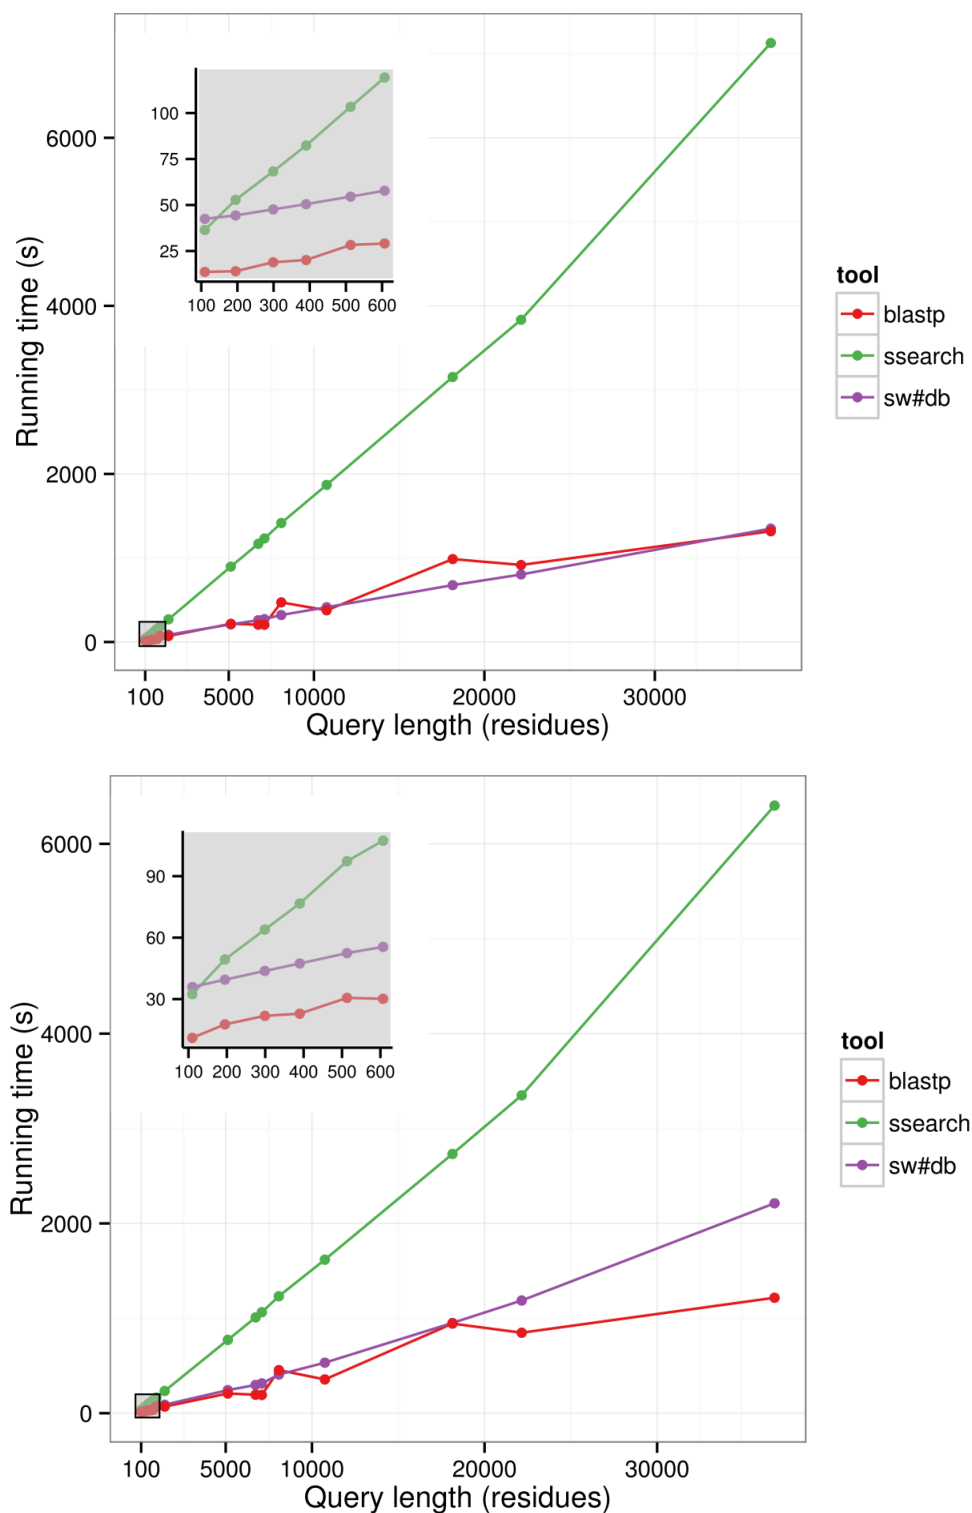 6000
4000
2000
0
Running time (s)
100
75
50
25
100 200 300 400 500 600
tool
blastp
ssearch
sw#db
100 5000 10000 20000 30000
Query length (residues)
6000
4000
2000
0
Running time (s)
90
60
30
100 200 300 400 500 600
tool
blastp
ssearch
sw#db
100 5000 10000 20000 30000
Query length (residues)